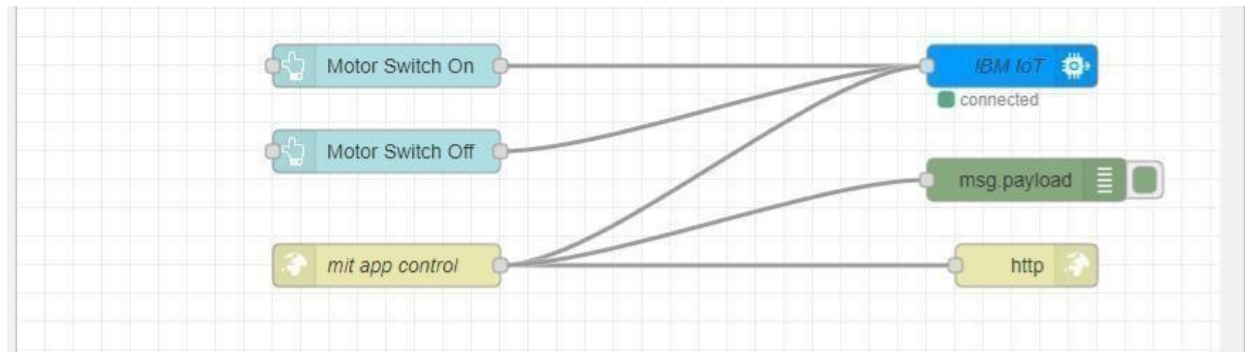 Motor Switch On
IBM IoT
connected
Motor Switch Off
msg.payload
mit app control
http